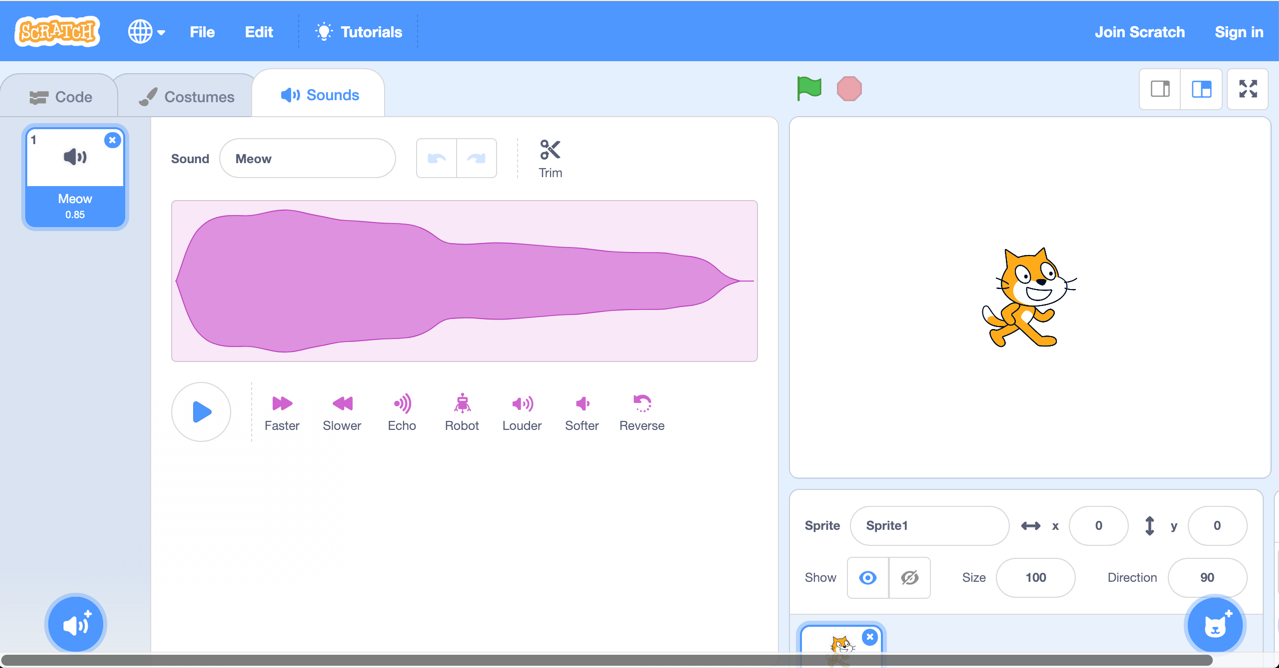 SCRATCH File Edit Tutorials Join Scratch Sign in
Code Costumes Sounds
1
Meow
0.85
Sound Meow
Trim
Faster Slower Echo Robot Louder Softer Reverse
Sprite Sprite1 x 0 y 0
Show Size 100 Direction 90